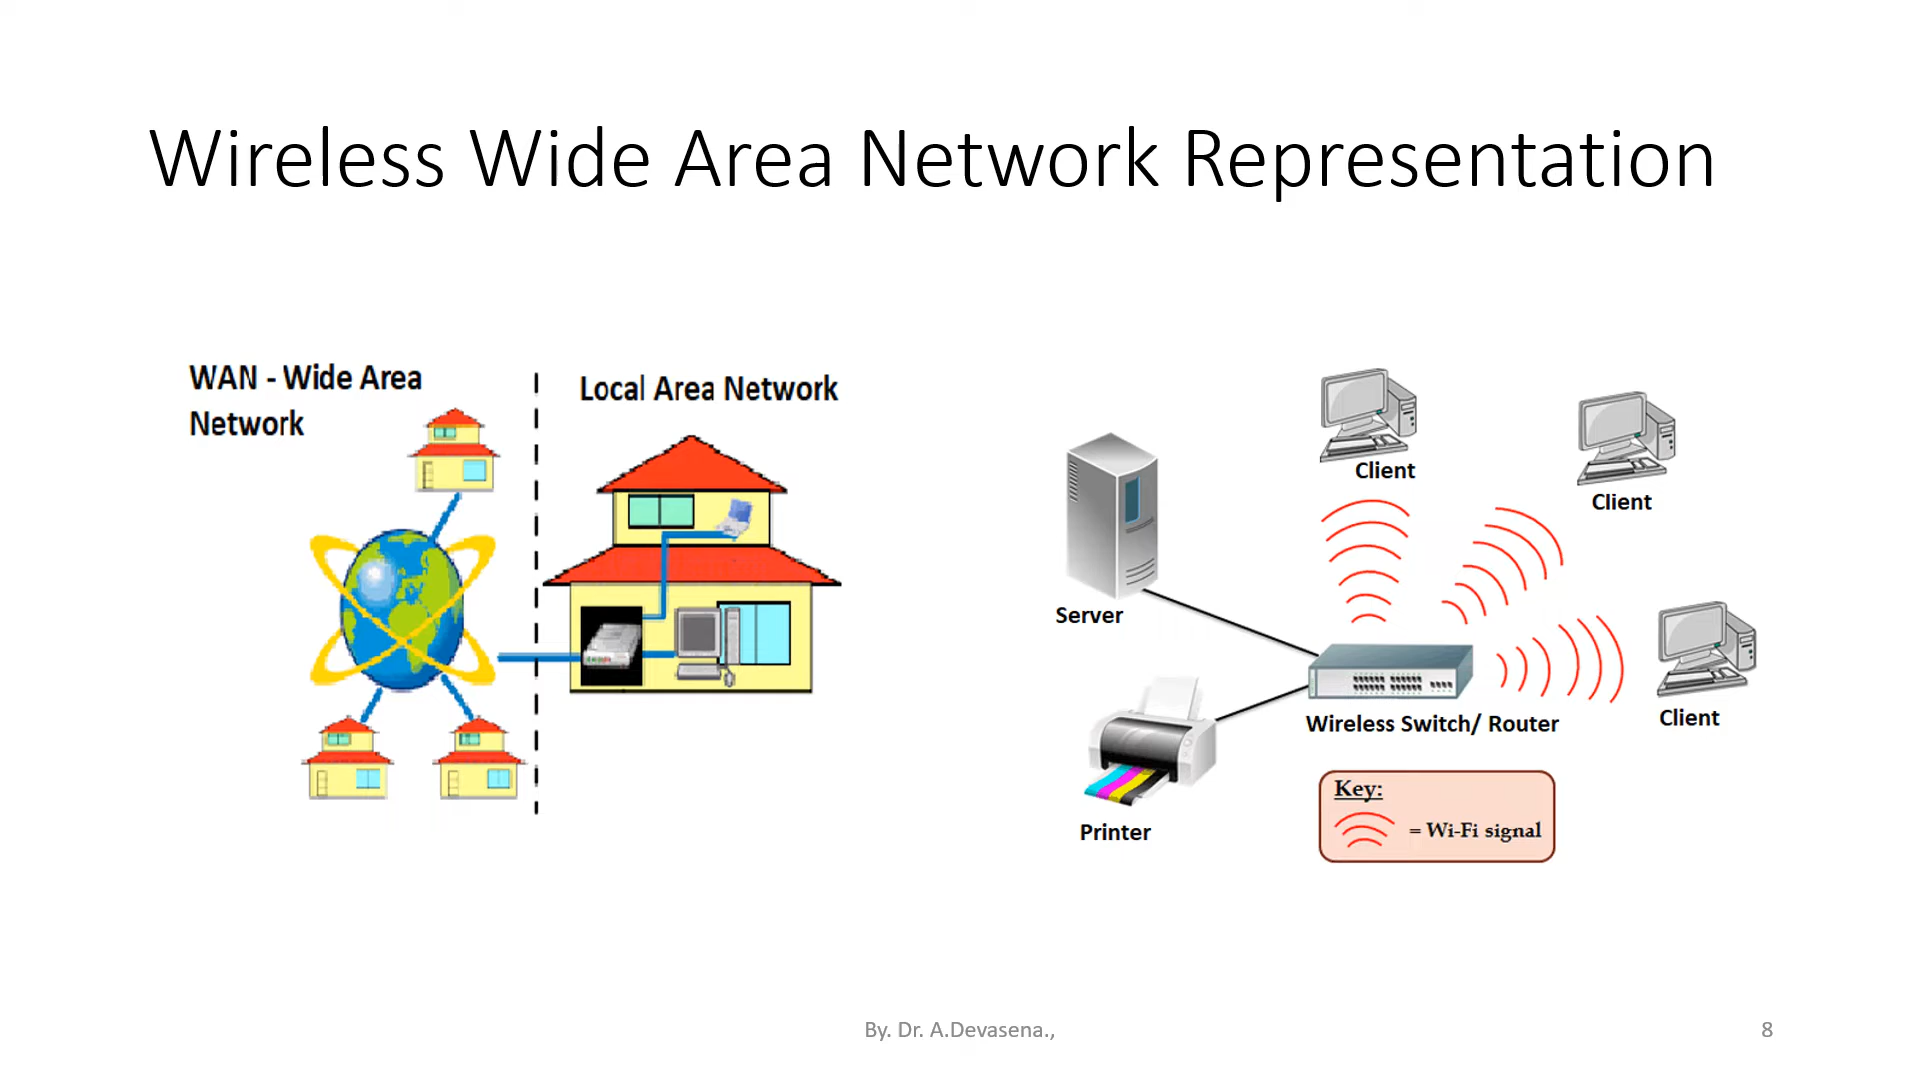 Wireless Wide Area Network Representation
WAN - Wide Area
Network
Local Area Network
Client
Client
Server
Client
Wireless Switch/ Router
Printer
Key:
= Wi-Fi signal
By. Dr. A.Devasena.,
8